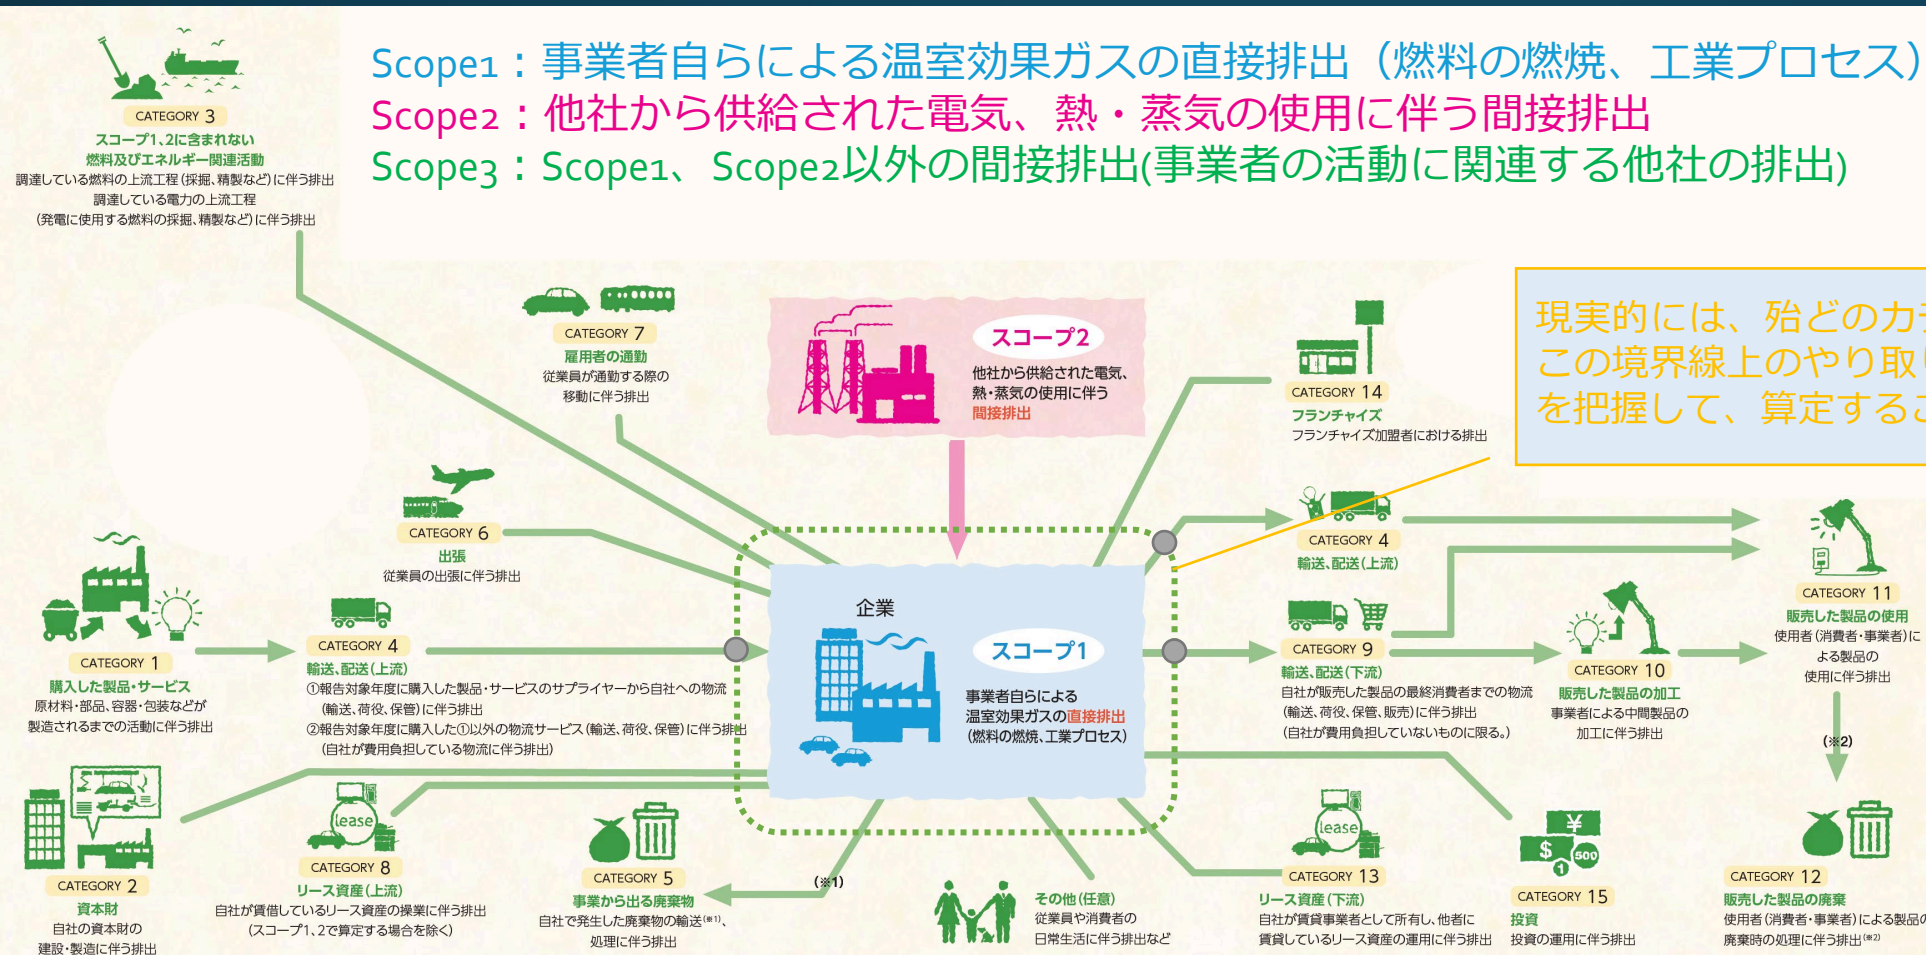 Scope1：事業者自らによる温室効果ガスの直接排出（燃料の燃焼、工業プロセス）
Scope2：他社から供給された電気、熱・蒸気の使用に伴う間接排出
Scope3：Scope1、Scope2以外の間接排出(事業者の活動に関連する他社の排出)
CATEGORY 3
スコープ1、2に含まれない
燃料及びエネルギー関連活動
調達している燃料の上流工程(採掘、精製など)に伴う排出
調達している電力の上流工程
(発電に使用する燃料の採掘、精製など)に伴う排出
CATEGORY 7
雇用者の通勤
従業員が通勤する際の
移動に伴う排出
スコープ2
他社から供給された電気、
熱・蒸気の使用に伴う
間接排出
CATEGORY 14
フランチャイズ
フランチャイズ加盟者における排出
現実的には、殆どのカ
この境界線上のやり取
を把握して、算定する
CATEGORY 6
出張
従業員の出張に伴う排出
CATEGORY 4
輸送、配送(上流)
CATEGORY 11
販売した製品の使用
使用者(消費者・事業者)に
よる製品の
使用に伴う排出
(※2)
CATEGORY 1
購入した製品・サービス
原材料・部品、容器・包装などが
製造されるまでの活動に伴う排出
CATEGORY 4
輸送、配送(上流)
①報告対象年度に購入した製品・サービスのサプライヤーから自社への物流
(輸送、荷役、保管)に伴う排出
②報告対象年度に購入した①以外の物流サービス(輸送、荷役、保管)に伴う排出
(自社が費用負担している物流に伴う排出)
企業
スコープ1
事業者自らによる
温室効果ガスの直接排出
(燃料の燃焼、工業プロセス)
CATEGORY 9
輸送、配送(下流)
自社が販売した製品の最終消費者までの物流
(輸送、荷役、保管、販売)に伴う排出
(自社が費用負担していないものに限る。)
CATEGORY 10
販売した製品の加工
事業者による中間製品の
加工に伴う排出
CATEGORY 2
資本財
自社の資本財の
建設・製造に伴う排出
lease
CATEGORY 8
リース資産(上流)
自社が賃借しているリース資産の操業に伴う排出
(スコープ1、2で算定する場合を除く)
CATEGORY 5
事業から出る廃棄物
自社で発生した廃棄物の輸送(※1)、
処理に伴う排出
(※1)
その他(任意)
従業員や消費者の
日常生活に伴う排出など
lease
CATEGORY 13
リース資産(下流)
自社が賃貸事業者として所有し、他者に
賃貸しているリース資産の運用に伴う排出
¥
$
1
500
CATEGORY 15
投資
投資の運用に伴う排出
CATEGORY 12
販売した製品の廃棄
使用者(消費者・事業者)による製品の
廃棄時の処理に伴う排出(※2)